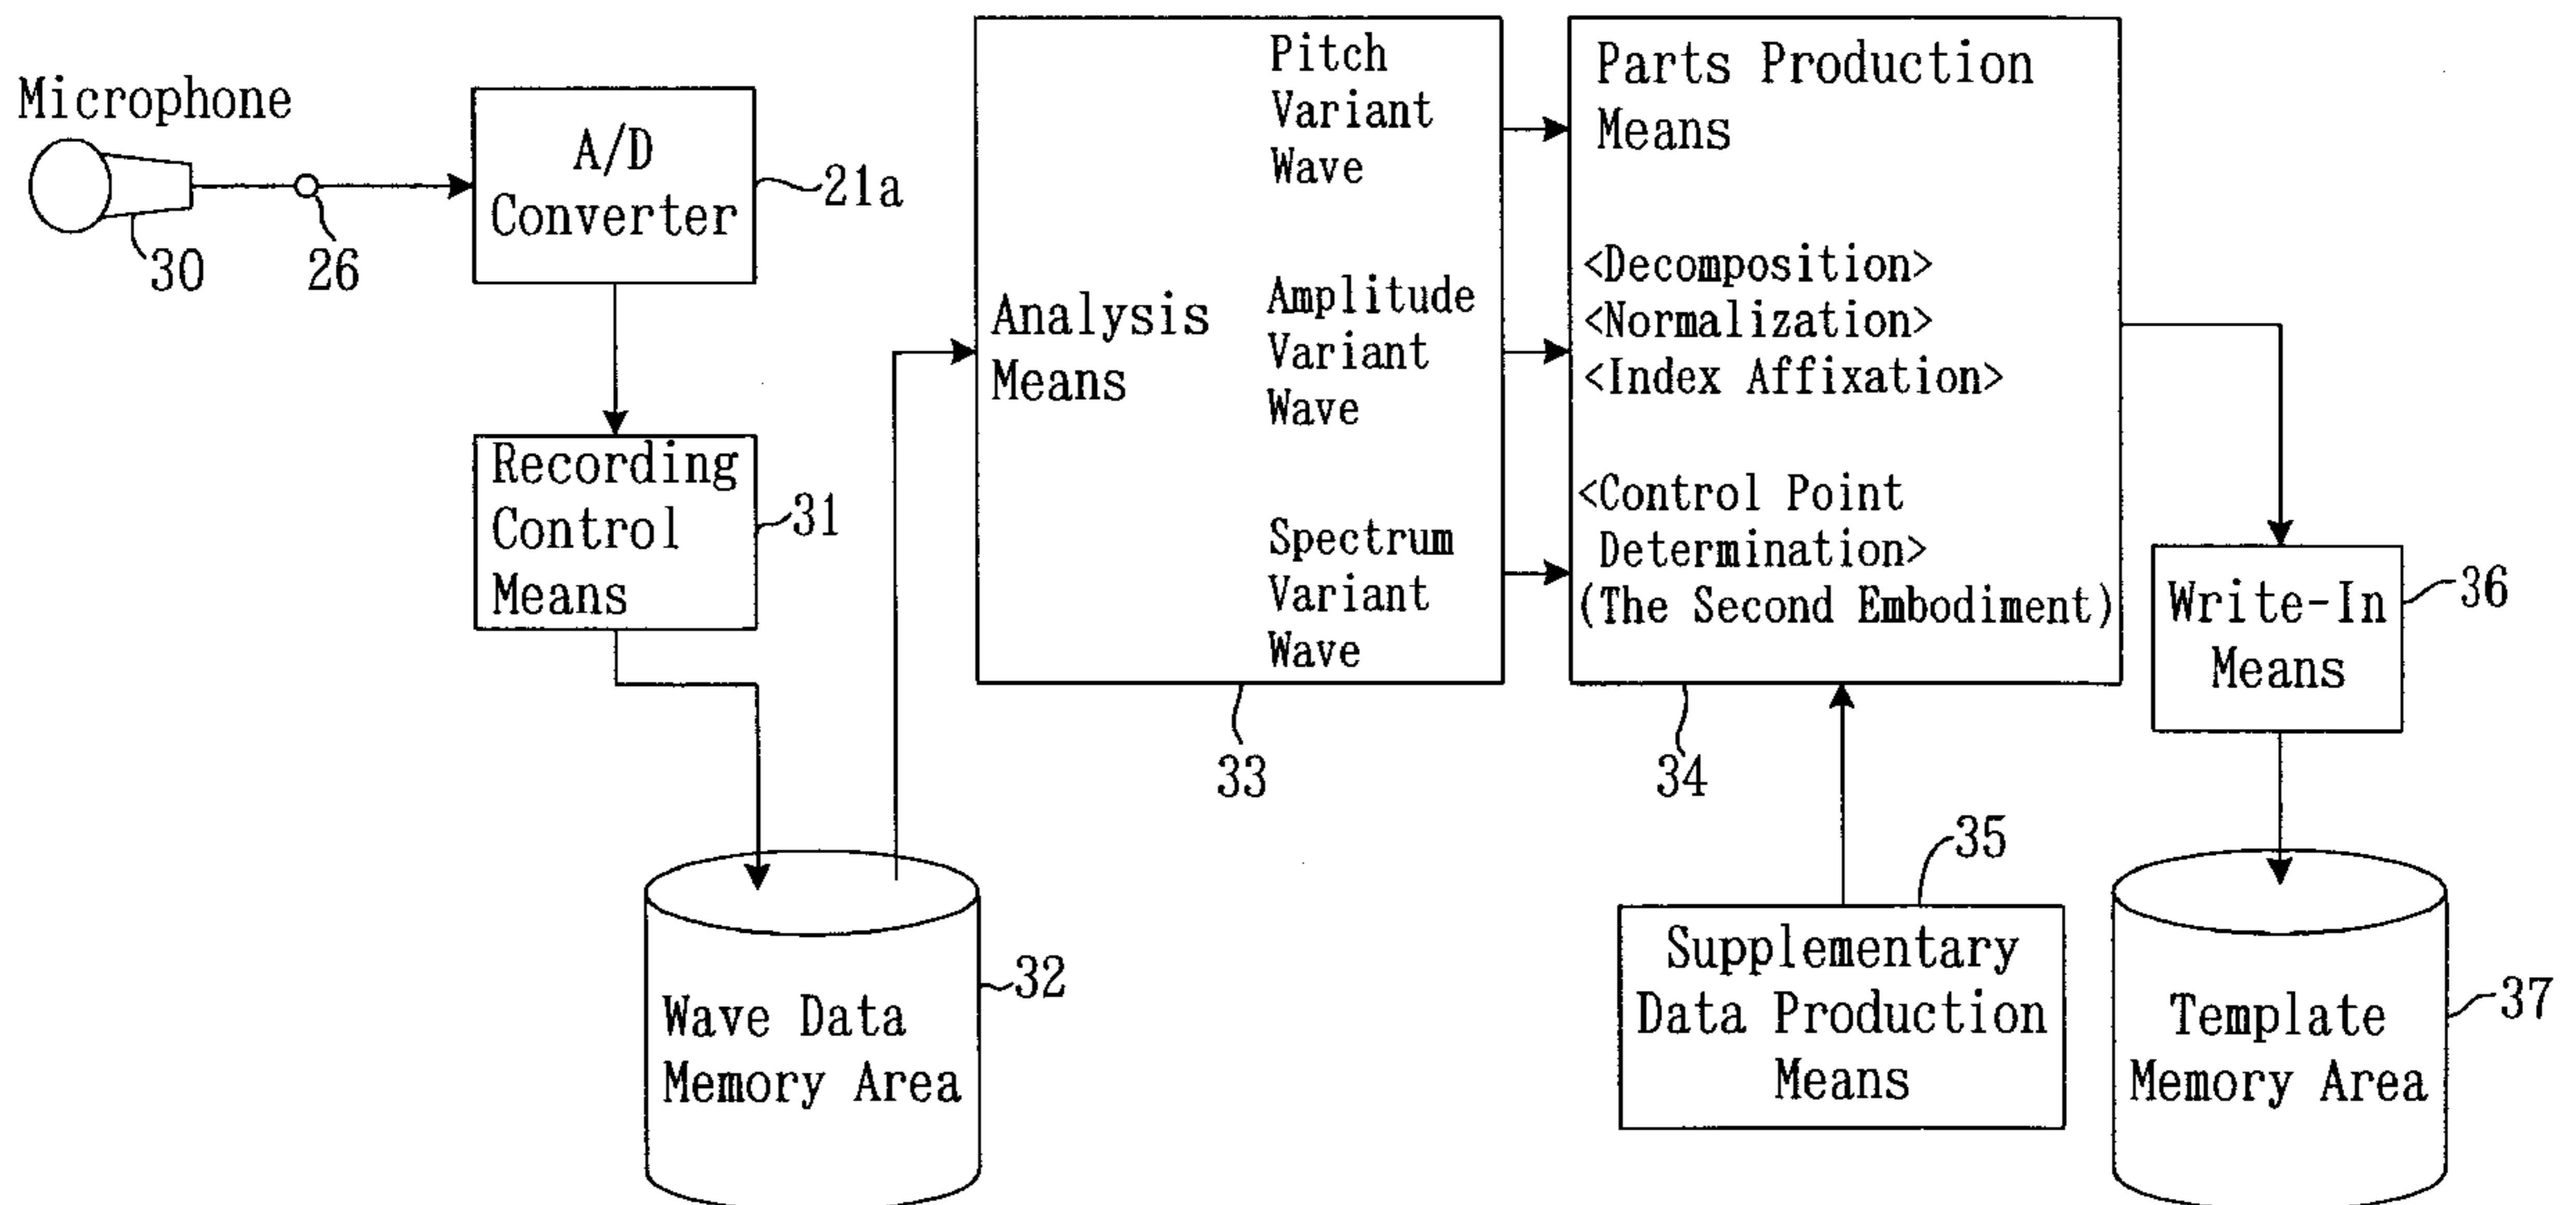 Microphone
30
26
A/D
Converter
21a
Recording
Control
Means
31
Wave Data
Memory Area
32
Analysis
Means
Pitch
Variant
Wave
Amplitude
Variant
Wave
Spectrum
Variant
Wave
33
Parts Production
Means
<Decomposition>
<Normalization>
<Index Affixation>
<Control Point
Determination>
(The Second Embodiment)
34
35
Supplementary
Data Production
Means
Write-In
Means
36
Template
Memory Area
37